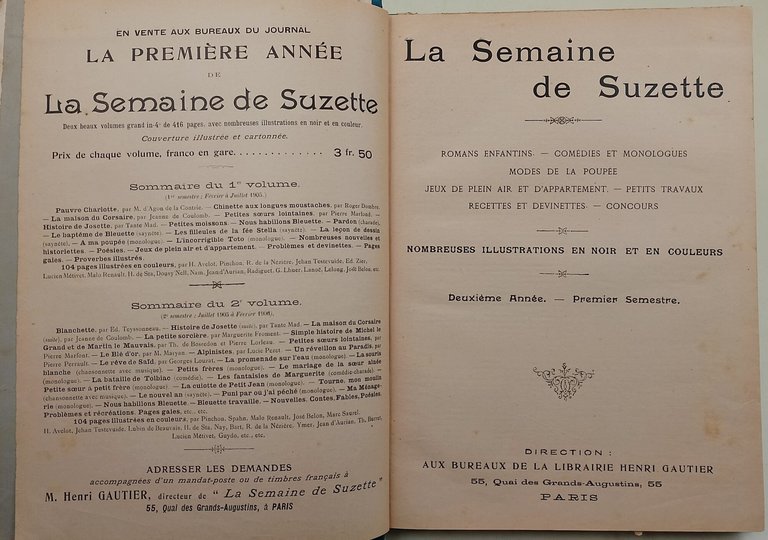 EN VENTE AUX BUREAUX DU JOURNAL
LA PREMIÈRE ANNÉE
DE
La Semaine de Suzette
Deux beaux volumes grand in-4° de 416 pages, avec nombreuses illustrations en noir et en couleur.
Couverture illustrée et cartonnée.
Prix de chaque volume, franco en gare. . . . . . . . . . . . . 3 fr. 50
Sommaire du 1er volume.
(1er semestre ; Février à Juillet 1905.)
Pauvre Charlotte, par M. d'Agon de la Contrie. — Chinette aux longues moustaches, par Roger Dombre.
— La maison du Corsaire, par Jeanne de Coulomb. — Petites sœurs lointaines, par Pierre Marfond. —
Histoire de Josette, par Tante Mad. — Petites moissons. — Nous habillons Bleuette. — Pardon (charade).
— Le baptême de Bleuette (saynète). — Les filleules de la fée Stella (saynète). — La leçon de dessin
(saynète). — A ma poupée (monologue). — L'incorrigible Toto (monologue). — Nombreuses nouvelles et
historiettes. — Poésies. — Jeux de plein air et d'appartement. — Problèmes et devinettes. — Pages
gaies. — Proverbes illustrés.
104 pages illustrées en couleurs, par H. Avelot, Pinchon, R. de la Nézière, Jehan Testevuide, Ed. Zier,
Lucien Métivet, Malo Renault, H. de Sta, Douy Nell, Nain, Jean d'Aurian, Radiguet, G. Lhuer, Lanoë, Lelong, José Belon, etc.
Sommaire du 2e volume.
(2e semestre ; Juillet 1905 à Février 1906).
Blanchette, par Ed. Teyssonneau. — Histoire de Josette (suite), par Tante Mad. — La maison du Corsaire
(suite), par Jeanne de Coulomb. — La petite sorcière, par Marguerite Froment. — Simple histoire de Michel le
Grand et de Martin le Mauvais, par Th. de Bosredon et Pierre Lorleau. — Petites sœurs lointaines, par
Pierre Marfont. — Le Blé d'or, par M. Maryan. — Alpinistes, par Lucie Peret. — Un réveillon au Paradis, par
Pierre Perrault. — Le rêve de Saïd, par Georges Louzat. — La promenade sur l'eau (monologue). — La souris
blanche (chansonnette avec musique). — Petits frères (monologue). — Le mariage de la sœur aînée
(monologue). — La bataille de Tolbiac (comédie). — Les fantaisies de Marguerite (comédie-charade). —
Petite sœur à petit frère (monologue). — La culotte de Petit Jean (monologue). — Tourne, mon moulin
(chansonnette avec musique). — Le nouvel an (saynète). — Puni par ou j'ai péché (monologue). — Ma Ménage-
rie (monologue). — Nous habillons Bleuette. — Bleuette travaille. — Nouvelles, Contes, Fables, Poésies,
Problèmes et récréations, Pages gaies, etc., etc.
104 pages illustrées en couleurs, par Pinchon, Spahn, Malo Renault, José Belon, Marc Saurel,
H. Avelot, Jehan Testevuide, Lubin de Beauvais, H. de Sta, Nay, Bart, R. de la Nézière, Ymer, Jean d'Aurian, Th. Barret,
Lucien Métivet, Guydo, etc., etc.
ADRESSER LES DEMANDES
accompagnées d'un mandat-poste ou de timbres français à
M. Henri GAUTIER, directeur de " La Semaine de Suzette "
55, Quai des Grands-Augustins, à PARIS
La Semaine
de Suzette
ROMANS ENFANTINS. — COMÉDIES ET MONOLOGUES
MODES DE LA POUPÉE
JEUX DE PLEIN AIR ET D'APPARTEMENT. — PETITS TRAVAUX
RECETTES ET DEVINETTES. — CONCOURS
NOMBREUSES ILLUSTRATIONS EN NOIR ET EN COULEURS
Deuxième Année. — Premier Semestre.
DIRECTION :
AUX BUREAUX DE LA LIBRAIRIE HENRI GAUTIER
55, Quai des Grands-Augustins, 55
PARIS